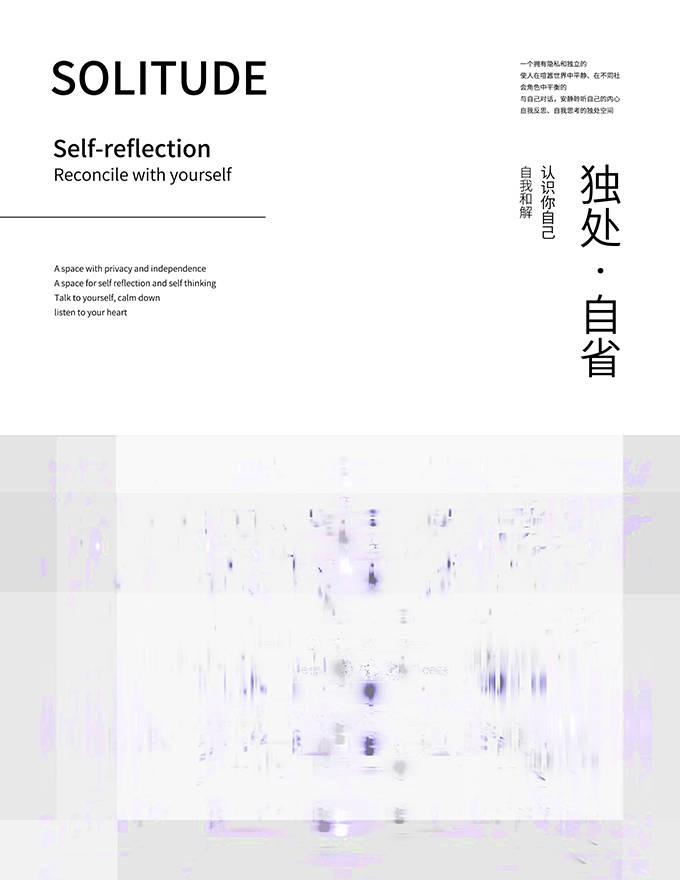 SOLITUDE
Self-reflection
Reconcile with yourself
A space with privacy and independence
A space for self reflection and self thinking
Talk to yourself, calm down
listen to your heart
一个拥有隐私和独立的
使人在喧嚣世界中平静、在不同社
会角色中平衡的
与自己对话，安静聆听自己的内心
自我反思、自我思考的独处空间
独处·自省
认识你自己
自我和解